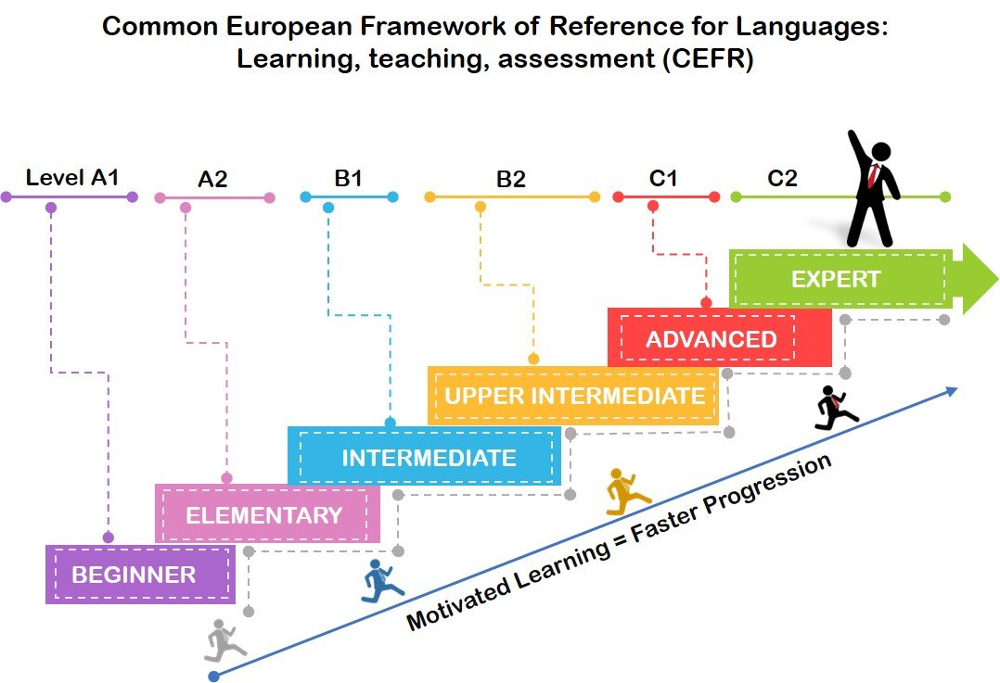 Common European Framework of Reference for Languages:
Learning, teaching, assessment (CEFR)
Level A1
A2
B1
B2
C1
C2
EXPERT
ADVANCED
UPPER INTERMEDIATE
INTERMEDIATE
ELEMENTARY
BEGINNER
Motivated Learning = Faster Progression